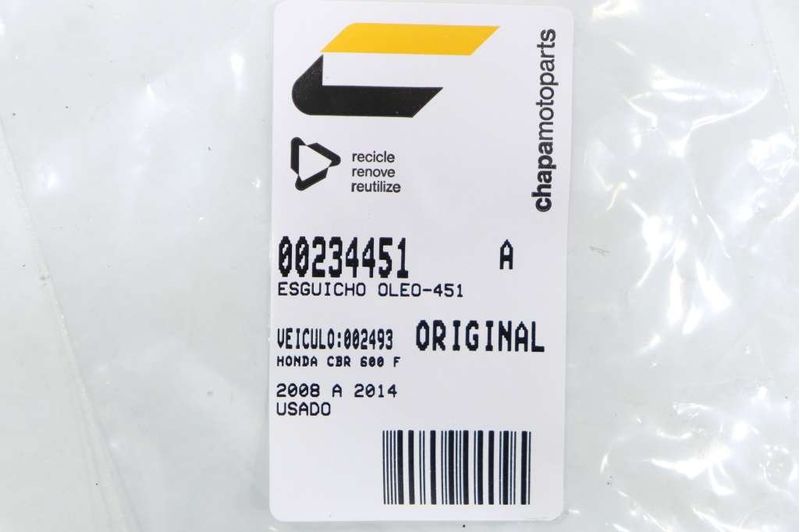 chapamotoparts
recicle
renove
reutilize
00234451 A
ESGUICHO OLEO-451
VEICULO:002493 ORIGINAL
HONDA CBR 600 F
2008 A 2014
USADO